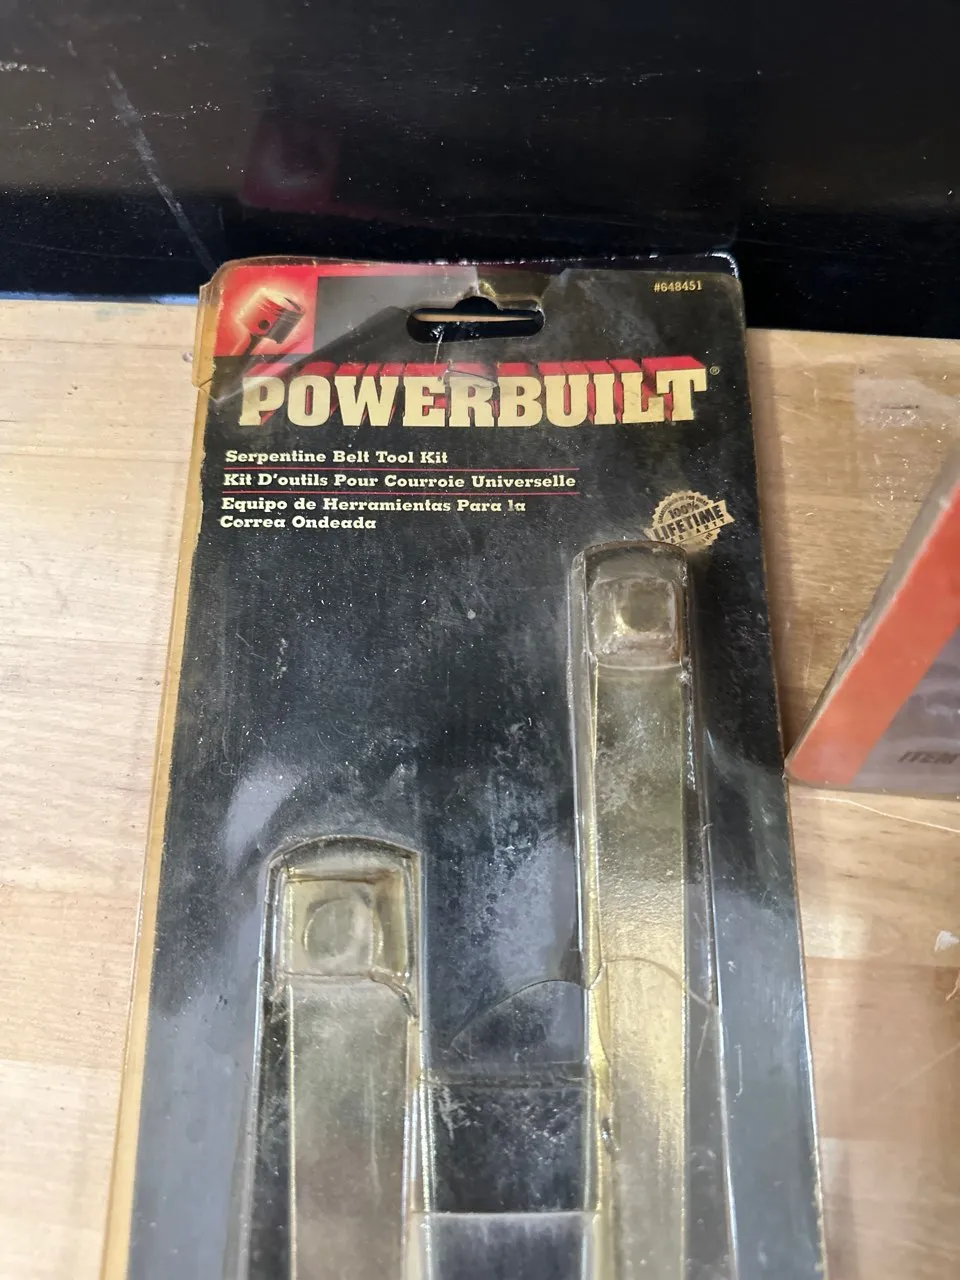 #648451
POWERBUILT®
Serpentine Belt Tool Kit
Kit D'outils Pour Courroie Universelle
Equipo de Herramientas Para la
Correa Ondeada
100%
LIFETIME
ITEM